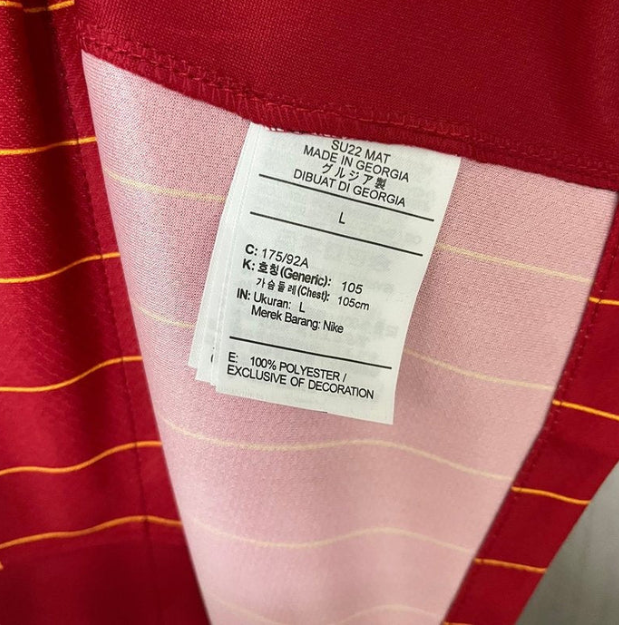 SU22 MAT
MADE IN GEORGIA
グルジア製
DIBUAT DI GEORGIA
L
C: 175/92A
K: 호칭(Generic): 105
가슴둘레(Chest): 105cm
IN: Ukuran: L
Merek Barang: Nike
E: 100% POLYESTER /
EXCLUSIVE OF DECORATION